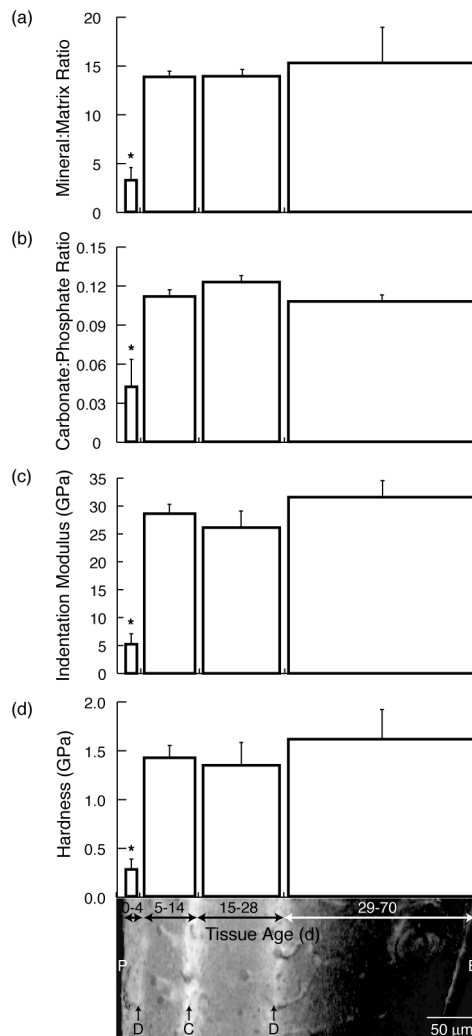 (a)
Mineral:Matrix Ratio
20
15
10
5
0
*
(b)
Carbonate:Phosphate Ratio
0.15
0.12
0.09
0.06
0.03
0
*
(c)
Indentation Modulus (GPa)
35
30
25
20
15
10
5
0
*
(d)
Hardness (GPa)
2.0
1.5
1.0
0.5
0.0
*
0-4 5-14 15-28 29-70
Tissue Age (d)
P
D C D
50 μm